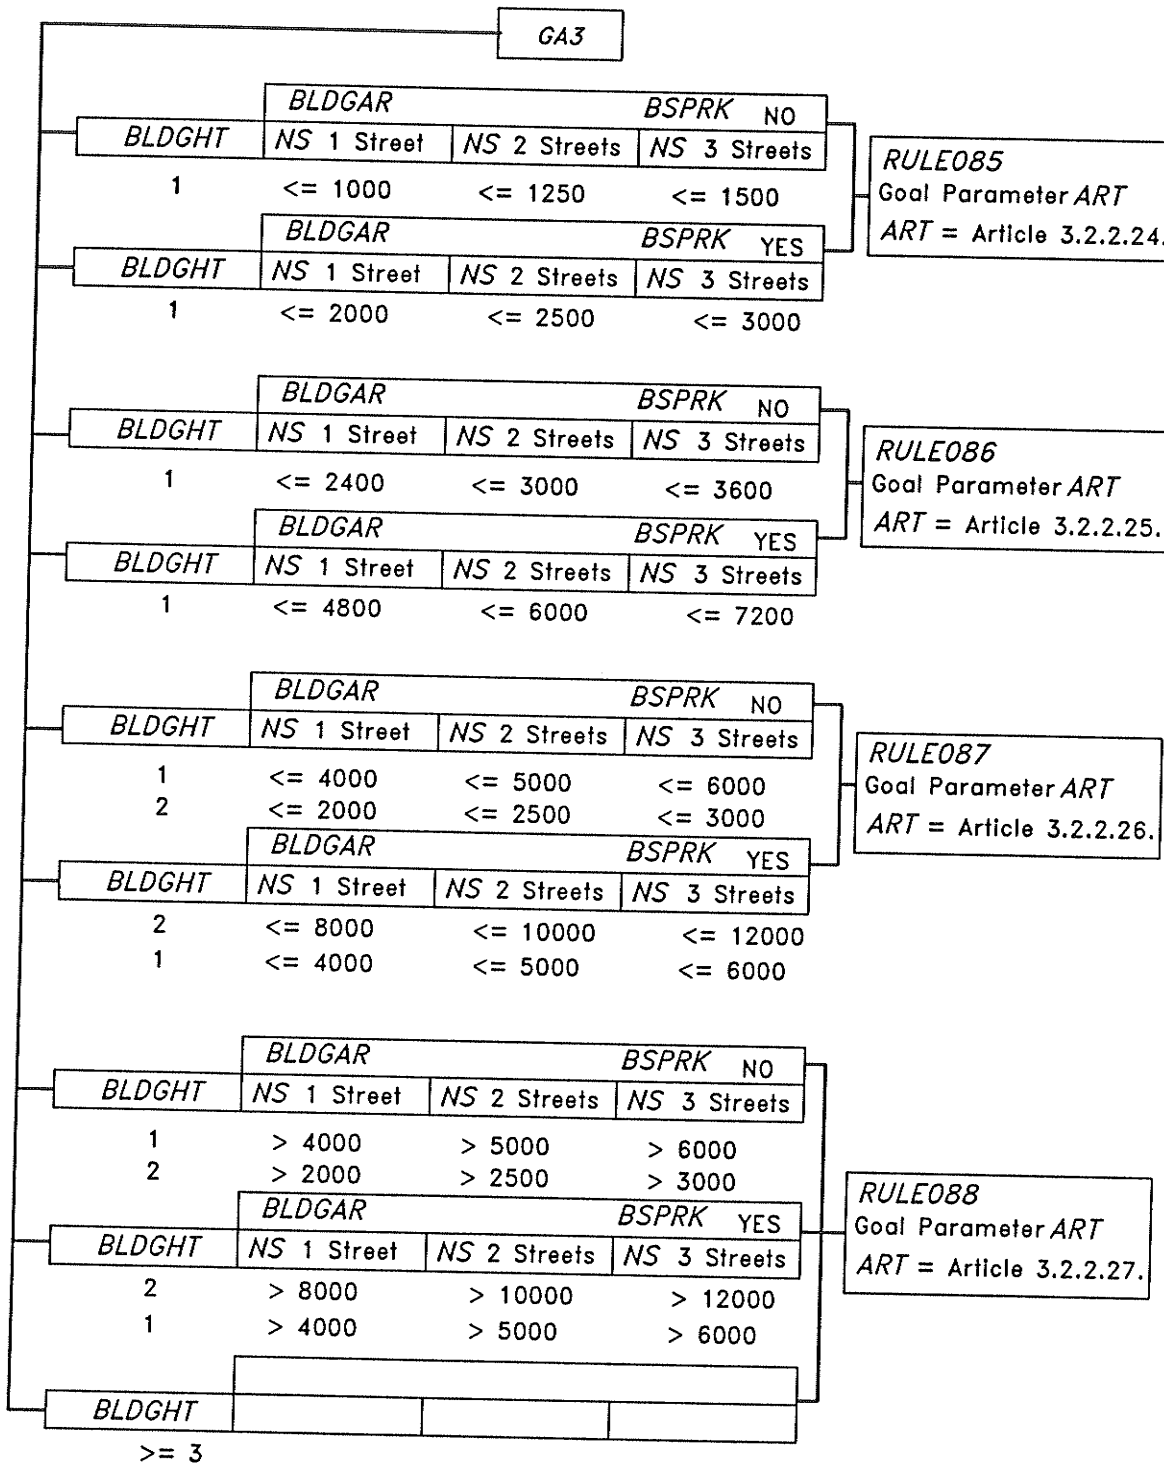 GA3
BLDGAR BSPRK NO
BLDGHT NS 1 Street NS 2 Streets NS 3 Streets
1 <= 1000 <= 1250 <= 1500
RULE085
Goal Parameter ART
ART = Article 3.2.2.24.
BLDGAR BSPRK YES
BLDGHT NS 1 Street NS 2 Streets NS 3 Streets
1 <= 2000 <= 2500 <= 3000
BLDGAR BSPRK NO
BLDGHT NS 1 Street NS 2 Streets NS 3 Streets
1 <= 2400 <= 3000 <= 3600
RULE086
Goal Parameter ART
ART = Article 3.2.2.25.
BLDGAR BSPRK YES
BLDGHT NS 1 Street NS 2 Streets NS 3 Streets
1 <= 4800 <= 6000 <= 7200
BLDGAR BSPRK NO
BLDGHT NS 1 Street NS 2 Streets NS 3 Streets
1 <= 4000 <= 5000 <= 6000
2 <= 2000 <= 2500 <= 3000
RULE087
Goal Parameter ART
ART = Article 3.2.2.26.
BLDGAR BSPRK YES
BLDGHT NS 1 Street NS 2 Streets NS 3 Streets
2 <= 8000 <= 10000 <= 12000
1 <= 4000 <= 5000 <= 6000
BLDGAR BSPRK NO
BLDGHT NS 1 Street NS 2 Streets NS 3 Streets
1 > 4000 > 5000 > 6000
2 > 2000 > 2500 > 3000
RULE088
Goal Parameter ART
ART = Article 3.2.2.27.
BLDGAR BSPRK YES
BLDGHT NS 1 Street NS 2 Streets NS 3 Streets
2 > 8000 > 10000 > 12000
1 > 4000 > 5000 > 6000
BLDGHT
>= 3